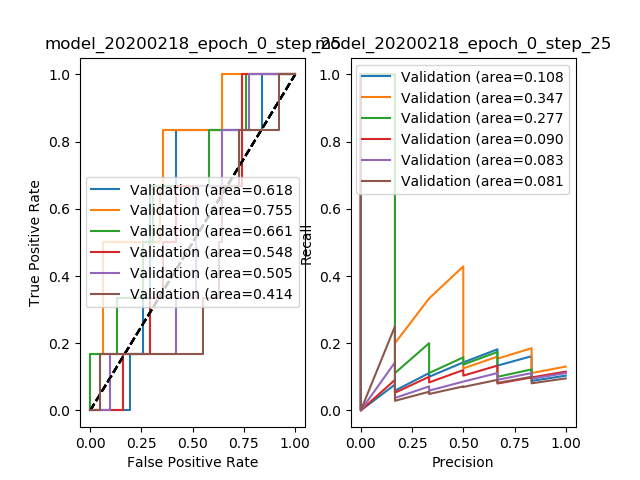 model_20200218_epoch_0_step_25
model_20200218_epoch_0_step_25
True Positive Rate
1.0
0.8
0.6
0.4
0.2
0.0
Validation (area=0.618
Validation (area=0.755
Validation (area=0.661
Validation (area=0.548
Validation (area=0.505
Validation (area=0.414
0.00 0.25 0.50 0.75 1.00
False Positive Rate
Recall
1.0
0.8
0.6
0.4
0.2
0.0
Validation (area=0.108
Validation (area=0.347
Validation (area=0.277
Validation (area=0.090
Validation (area=0.083
Validation (area=0.081
0.00 0.25 0.50 0.75 1.00
Precision